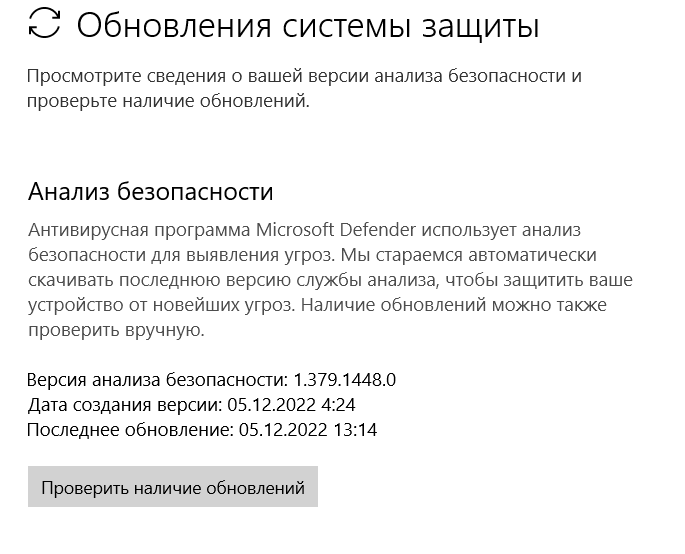 Обновления системы защиты
Просмотрите сведения о вашей версии анализа безопасности и
проверьте наличие обновлений.
Анализ безопасности
Антивирусная программа Microsoft Defender использует анализ
безопасности для выявления угроз. Мы стараемся автоматически
скачивать последнюю версию службы анализа, чтобы защитить ваше
устройство от новейших угроз. Наличие обновлений можно также
проверить вручную.
Версия анализа безопасности: 1.379.1448.0
Дата создания версии: 05.12.2022 4:24
Последнее обновление: 05.12.2022 13:14
Проверить наличие обновлений